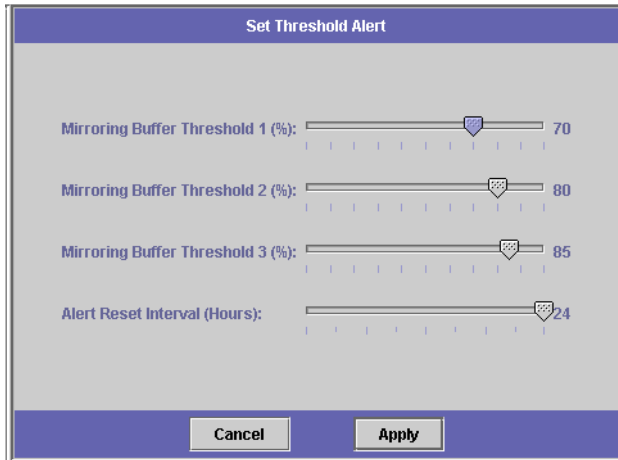 Set Threshold Alert
Mirroring Buffer Threshold 1 (%): 70
Mirroring Buffer Threshold 2 (%): 80
Mirroring Buffer Threshold 3 (%): 85
Alert Reset Interval (Hours): 24
Cancel Apply